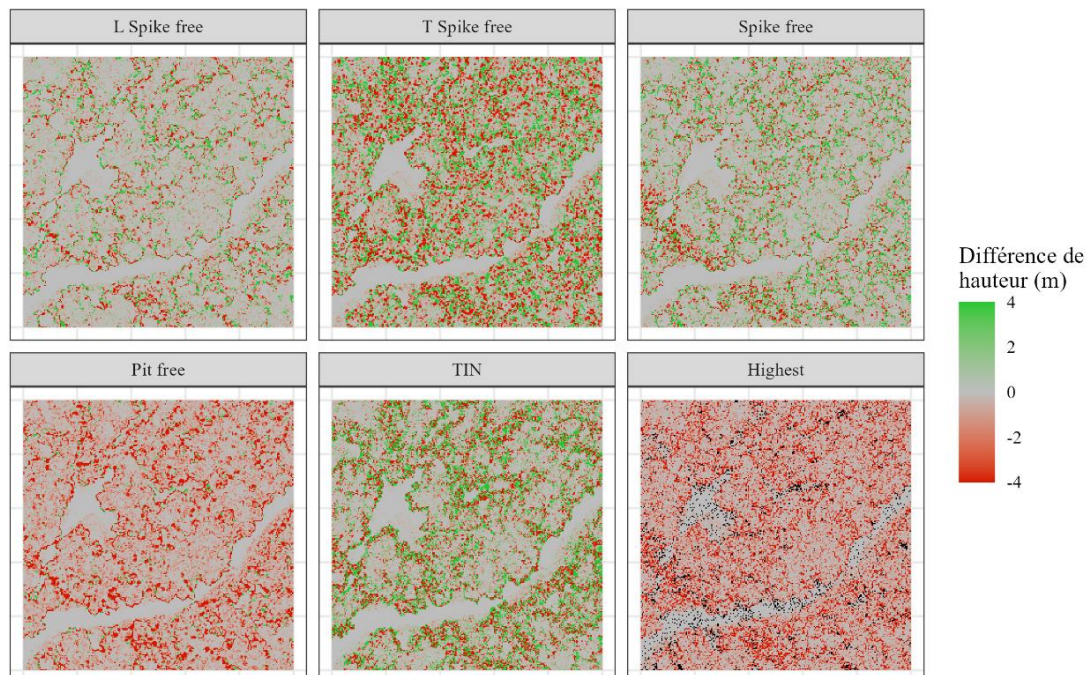 L Spike free
T Spike free
Spike free
Différence de
hauteur (m)
4
2
0
-2
-4
Pit free
TIN
Highest